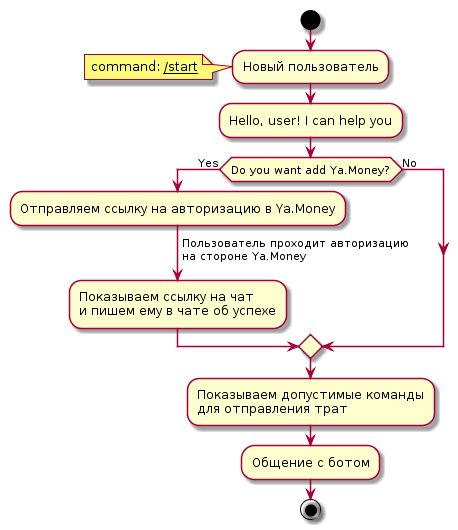 command: /start
Новый пользователь
Hello, user! I can help you
Yes
Do you want add Ya.Money?
No
Отправляем ссылку на авторизацию в Ya.Money
Пользователь проходит авторизацию
на стороне Ya.Money
Показываем ссылку на чат
и пишем ему в чате об успехе
Показываем допустимые команды
для отправления трат
Общение с ботом